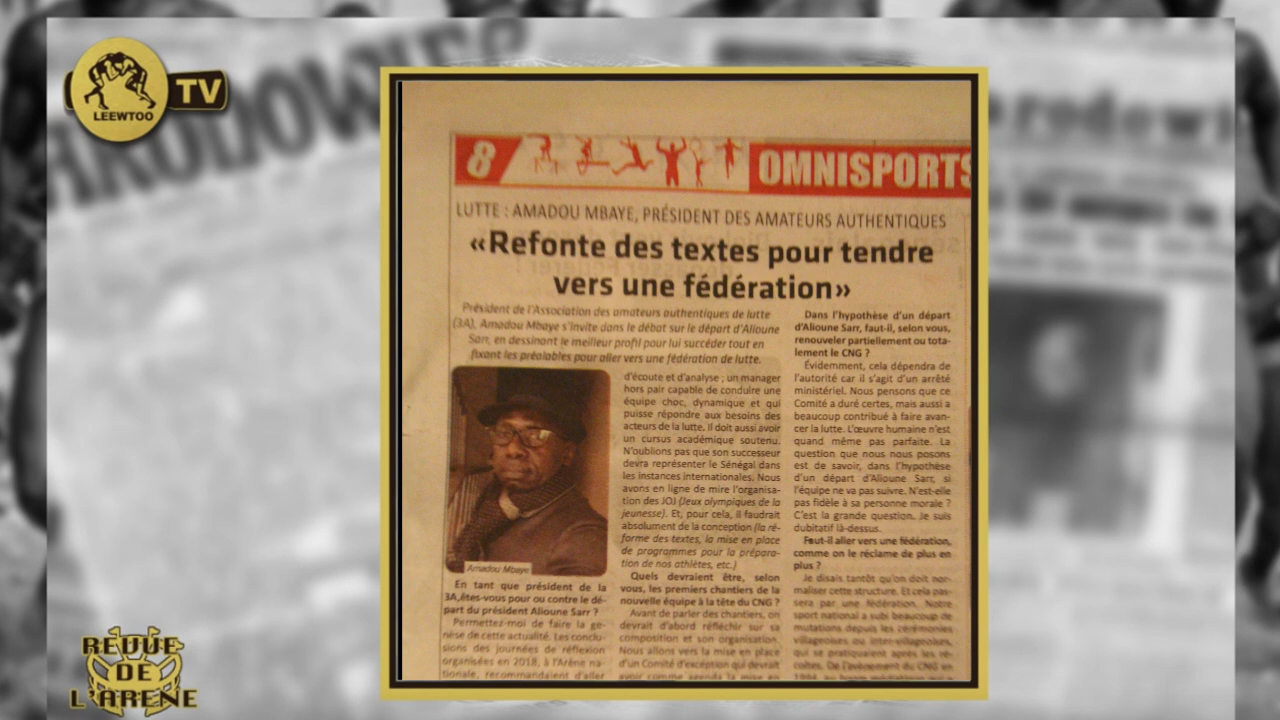 LEEWTOO
TV
8
OMNISPORTS
LUTTE : AMADOU MBAYE, PRÉSIDENT DES AMATEURS AUTHENTIQUES
«Refonte des textes pour tendre
vers une fédération»
Président de l'Association des amateurs authentiques de lutte
(3A), Amadou Mbaye s'invite dans le débat sur le départ d'Alioune
Sarr, en dessinant le meilleur profil pour lui succéder tout en
fixant les préalables pour aller vers une fédération de lutte.
Amadou Mbaye
En tant que président de la
3A,êtes-vous pour ou contre le dé-
part du président Alioune Sarr ?
Permettez-moi de faire la ge-
nèse de cette actualité. Les conclu-
sions des journées de réflexion
organisées en 2018, à l'Arène na-
tionale, recommandaient d'aller
d'écoute et d'analyse ; un manager
hors pair capable de conduire une
équipe choc, dynamique et qui
puisse répondre aux besoins des
acteurs de la lutte. Il doit aussi avoir
un cursus académique soutenu.
N'oublions pas que son successeur
devra représenter le Sénégal dans
les instances internationales. Nous
avons en ligne de mire l'organisa-
tion des JOJ (Jeux olympiques de la
jeunesse). Et, pour cela, il faudrait
absolument de la conception (la ré-
forme des textes, la mise en place
de programmes pour la prépara-
tion de nos athlètes, etc.)
Quels devraient être, selon
vous, les premiers chantiers de la
nouvelle équipe à la tête du CNG ?
Avant de parler des chantiers, on
devrait d'abord réfléchir sur sa
composition et son organisation.
Nous allons vers la mise en place
d'un Comité d'exception qui devrait
avoir comme agenda la mise en
Dans l'hypothèse d'un départ
d'Alioune Sarr, faut-il, selon vous,
renouveler partiellement ou tota-
lement le CNG ?
Évidemment, cela dépendra de
l'autorité car il s'agit d'un arrêté
ministériel. Nous pensons que ce
Comité a duré certes, mais aussi a
beaucoup contribué à faire avan-
cer la lutte. L'œuvre humaine n'est
quand même pas parfaite. La
question que nous nous posons
est de savoir, dans l'hypothèse
d'un départ d'Alioune Sarr, si
l'équipe ne va pas suivre. N'est-elle
pas fidèle à sa personne morale ?
C'est la grande question. Je suis
dubitatif là-dessus.
Faut-il aller vers une fédération,
comme on le réclame de plus en
plus ?
Je disais tantôt qu'on doit nor-
maliser cette structure. Et cela pas-
sera par une fédération. Notre
sport national a subi beaucoup de
mutations depuis les cérémonies
villageoises ou inter-villageoises,
qui se pratiquaient après les ré-
coltes. De l'avènement du CNG en
REVUE
DE
L'ARENE